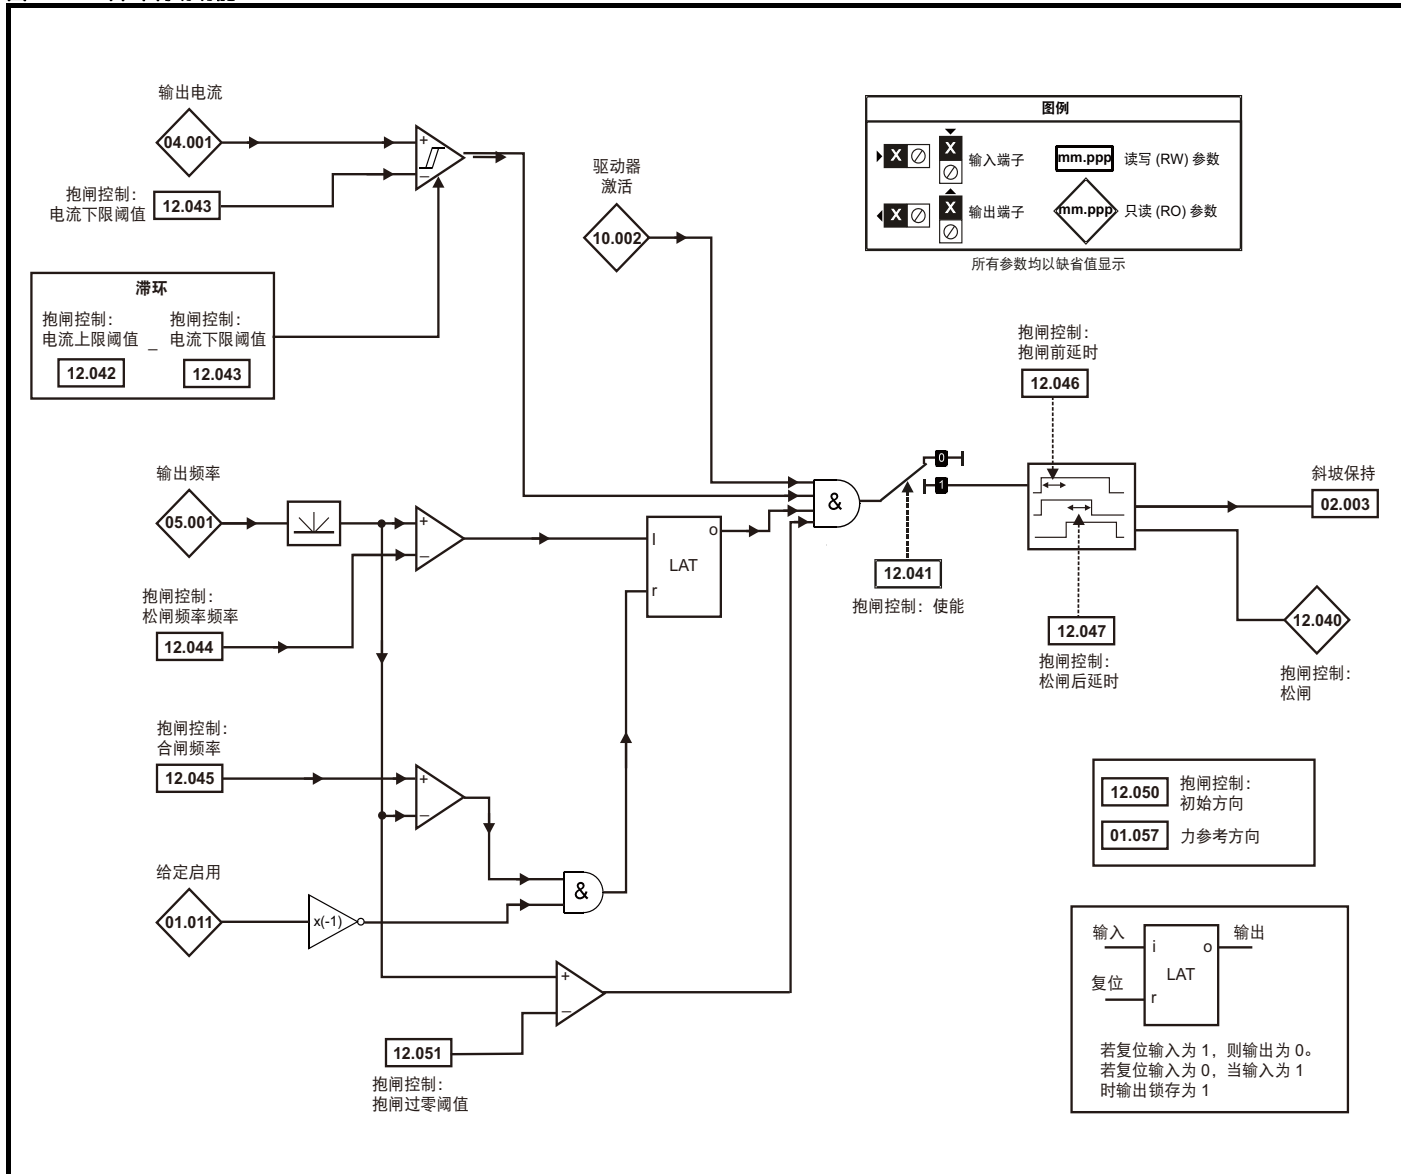 输出电流
04.001
+
–
抱闸控制：
电流下限阈值
12.043
滞环
抱闸控制：
电流上限阈值
12.042
–
抱闸控制：
电流下限阈值
12.043
驱动器
激活
10.002
图例
X
X
输入端子
mm.ppp
读写 (RW) 参数
X
X
输出端子
mm.ppp
只读 (RO) 参数
所有参数均以缺省值显示
抱闸控制：
抱闸前延时
12.046
输出频率
05.001
+
–
抱闸控制：
松闸频率频率
12.044
I
o
LAT
r
&
0
1
12.041
抱闸控制：使能
12.047
抱闸控制：
松闸后延时
斜坡保持
02.003
12.040
抱闸控制：
松闸
抱闸控制：
合闸频率
12.045
+
–
给定启用
01.011
x(-1)
&
+
–
12.051
抱闸控制：
抱闸过零阈值
12.050
抱闸控制：
初始方向
01.057
力参考方向
输入
i
o
输出
LAT
复位
r
若复位输入为 1，则输出为 0。
若复位输入为 0，当输入为 1
时输出锁存为 1